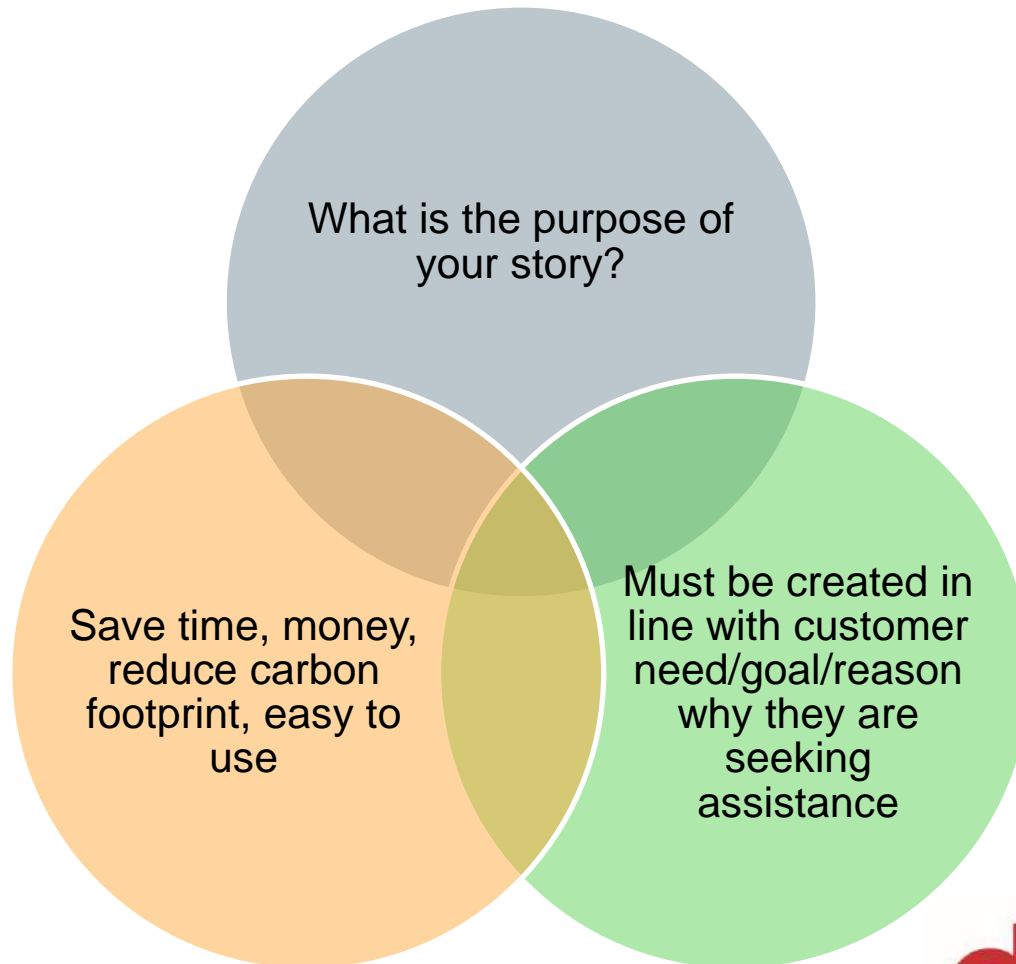 What is the purpose of
your story?
Save time, money,
reduce carbon
footprint, easy to
use
Must be created in
line with customer
need/goal/reason
why they are
seeking
assistance